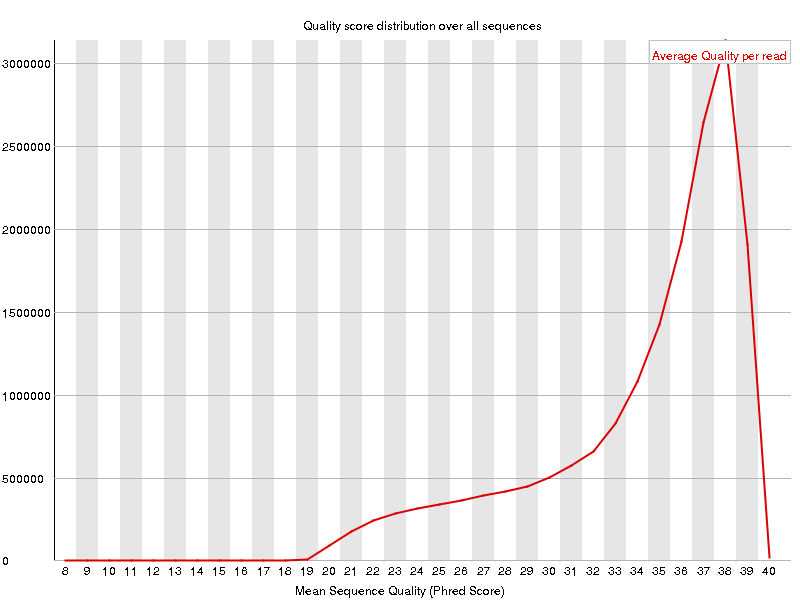 Quality score distribution over all sequences
Average Quality per read
3000000
2500000
2000000
1500000
1000000
500000
0
8 9 10 11 12 13 14 15 16 17 18 19 20 21 22 23 24 25 26 27 28 29 30 31 32 33 34 35 36 37 38 39 40
Mean Sequence Quality (Phred Score)